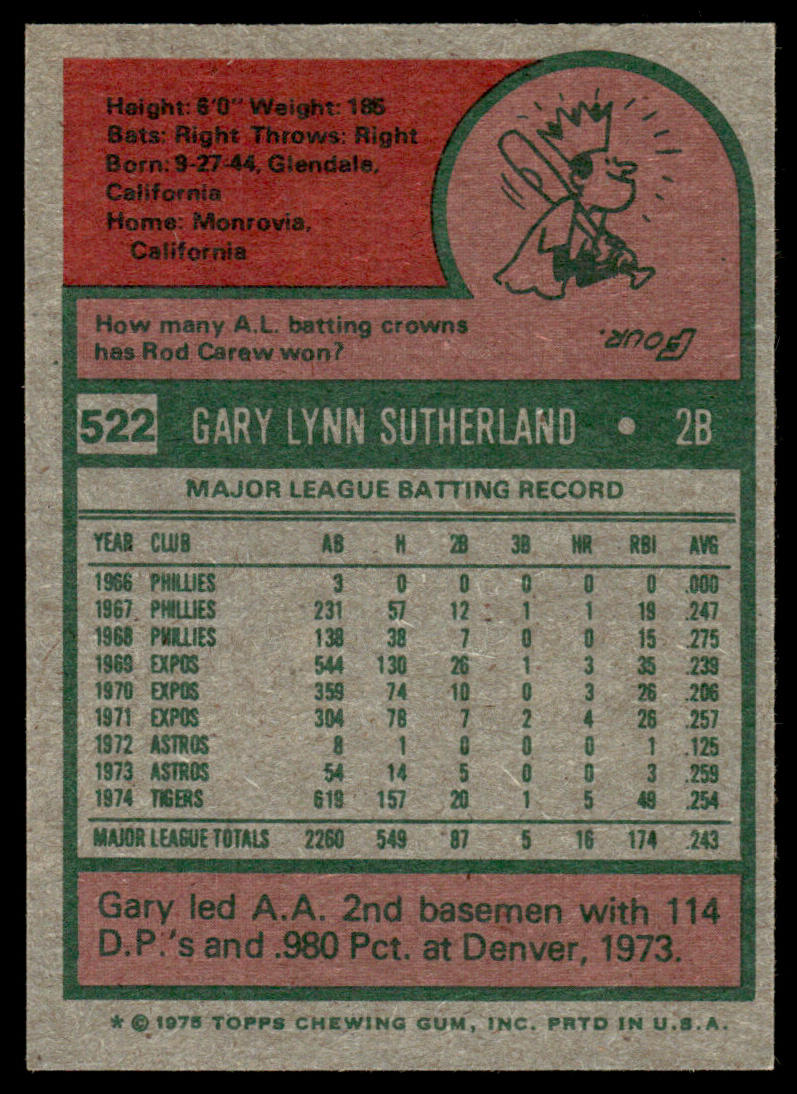 Height: 6'0" Weight: 185
Bats: Right Throws: Right
Born: 9-27-44, Glendale,
California
Home: Monrovia,
California
How many A.L. batting crowns
has Rod Carew won?
Four.
522 GARY LYNN SUTHERLAND • 2B
MAJOR LEAGUE BATTING RECORD
YEAR CLUB AB H 2B 3B HR RBI AVG
1966 PHILLIES 3 0 0 0 0 0 .000
1967 PHILLIES 231 57 12 1 1 19 .247
1968 PHILLIES 138 38 7 0 0 15 .275
1969 EXPOS 544 130 26 1 3 35 .239
1970 EXPOS 359 74 10 0 3 26 .206
1971 EXPOS 304 78 7 2 4 26 .257
1972 ASTROS 8 1 0 0 0 1 .125
1973 ASTROS 54 14 5 0 0 3 .259
1974 TIGERS 619 157 20 1 5 49 .254
MAJOR LEAGUE TOTALS 2260 549 87 5 16 174 .243
Gary led A.A. 2nd basemen with 114
D.P.'s and .980 Pct. at Denver, 1973.
* © 1975 TOPPS CHEWING GUM, INC. PRTD IN U.S.A.